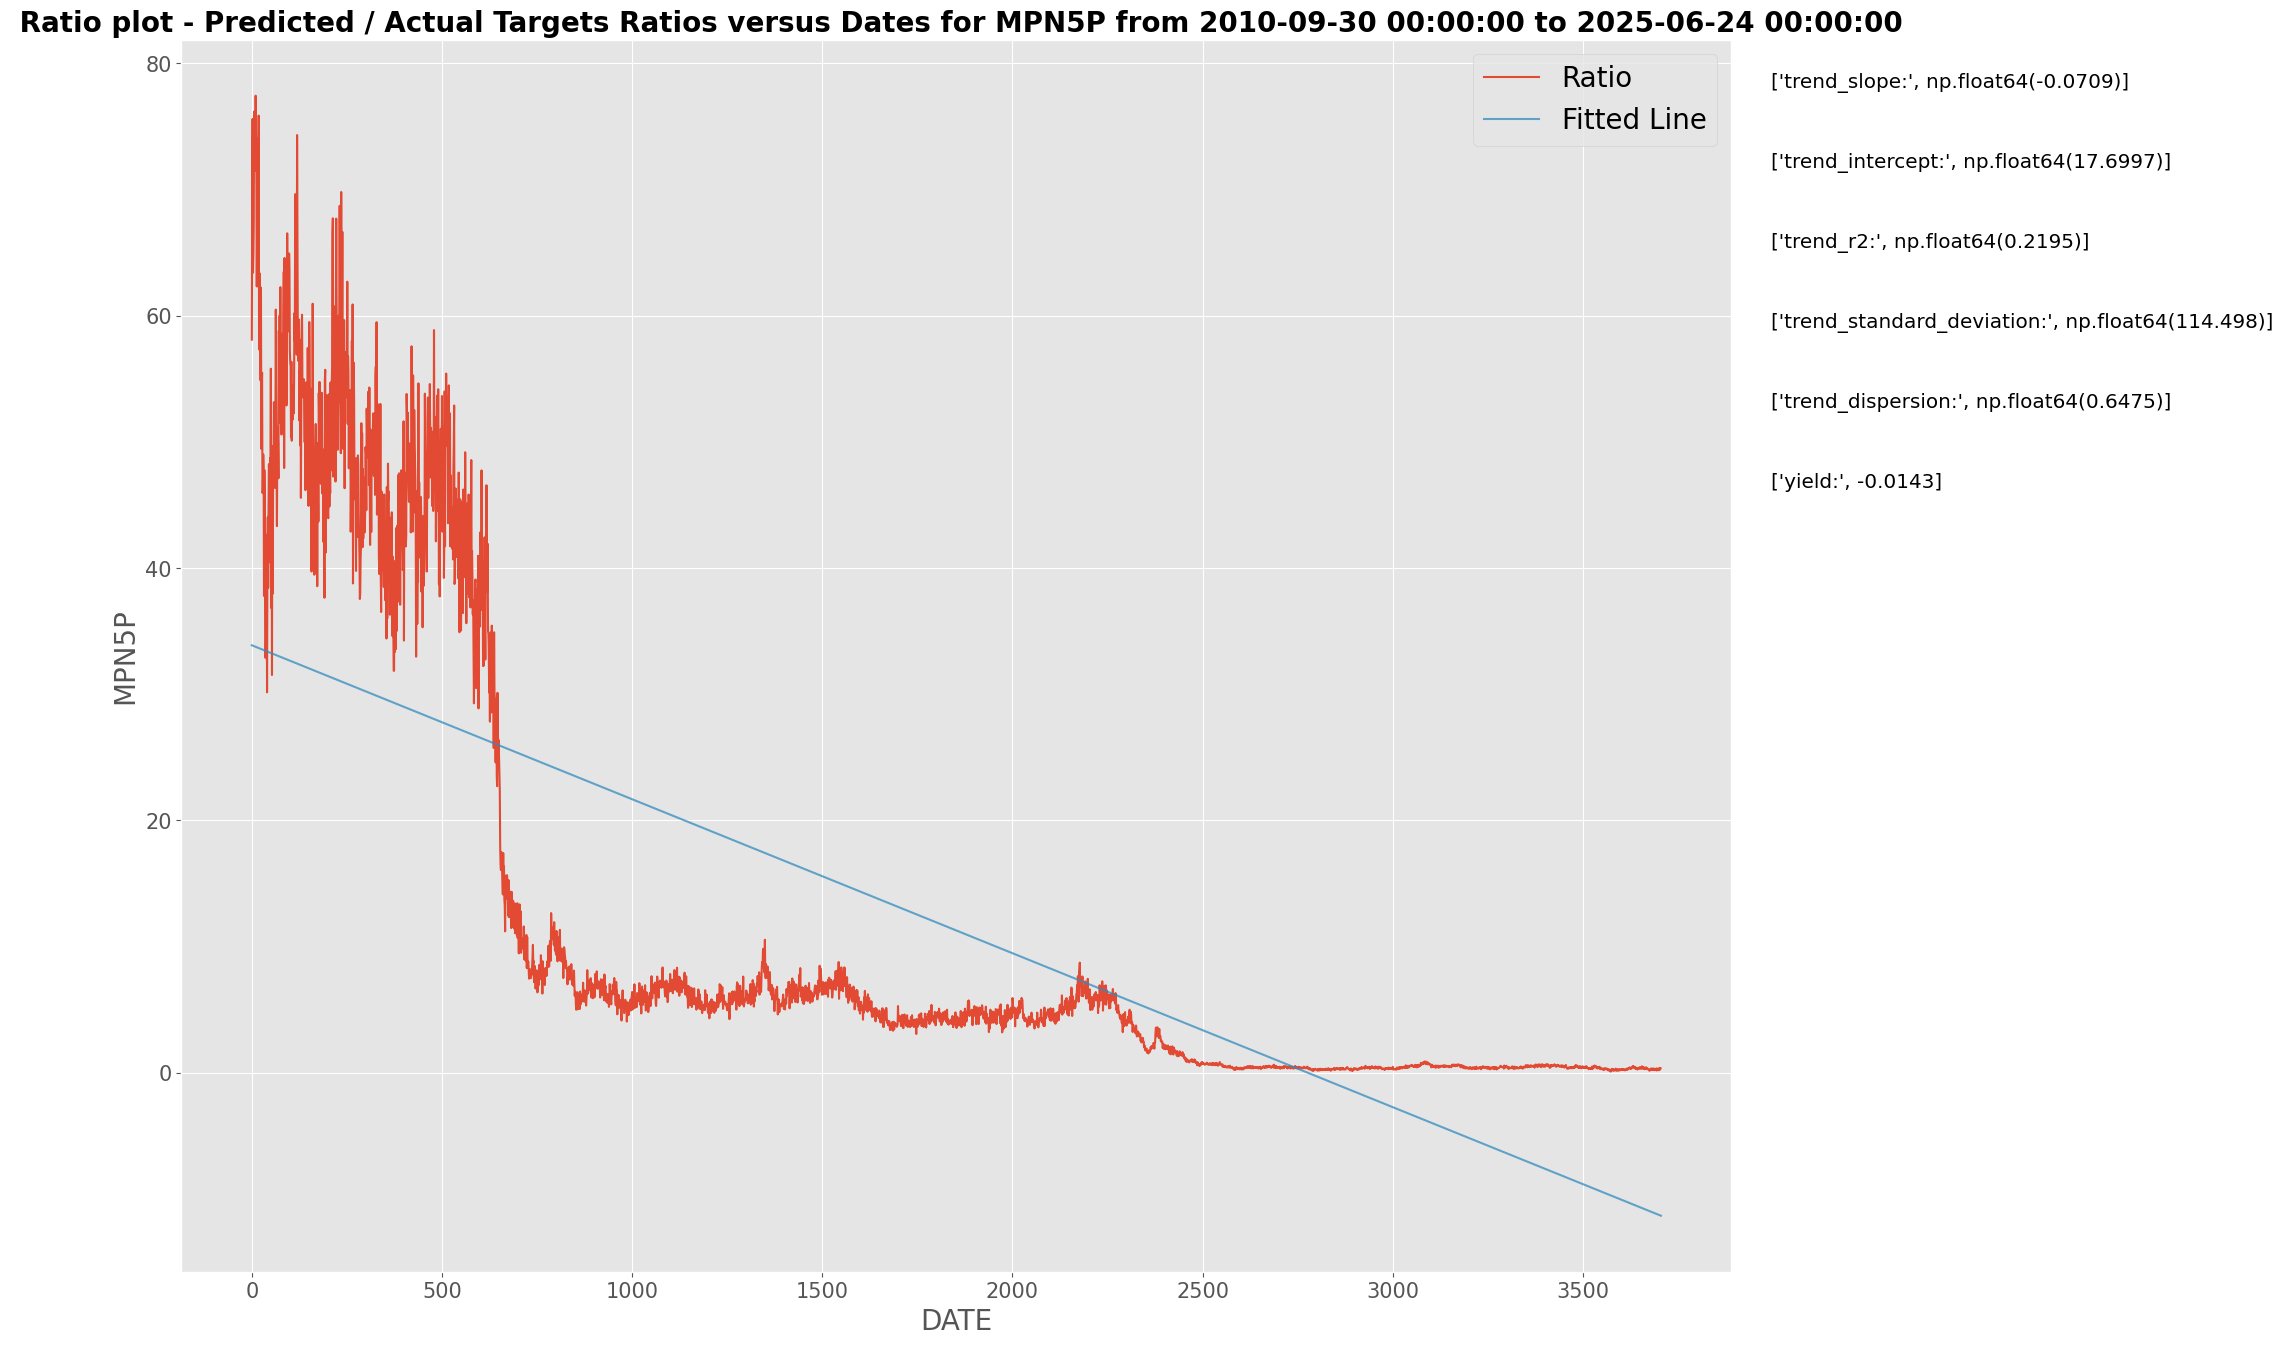 Ratio plot - Predicted / Actual Targets Ratios versus Dates for MPN5P from 2010-09-30 00:00:00 to 2025-06-24 00:00:00
80
60
40
20
0
MPN5P
0
500
1000
1500
2000
2500
3000
3500
DATE
Ratio
Fitted Line
['trend_slope:', np.float64(-0.0709)]
['trend_intercept:', np.float64(17.6997)]
['trend_r2:', np.float64(0.2195)]
['trend_standard_deviation:', np.float64(114.498)]
['trend_dispersion:', np.float64(0.6475)]
['yield:', -0.0143]